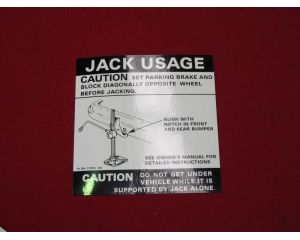 JACK USAGE
CAUTION SET PARKING BRAKE AND
BLOCK DIAGONALLY OPPOSITE WHEEL
BEFORE JACKING.
ALIGN WITH
NOTCH IN FRONT
AND REAR BUMPER
SEE OWNER'S MANUAL FOR
DETAILED INSTRUCTIONS.
CAUTION DO NOT GET UNDER
VEHICLE WHILE IT IS
SUPPORTED BY JACK ALONE.